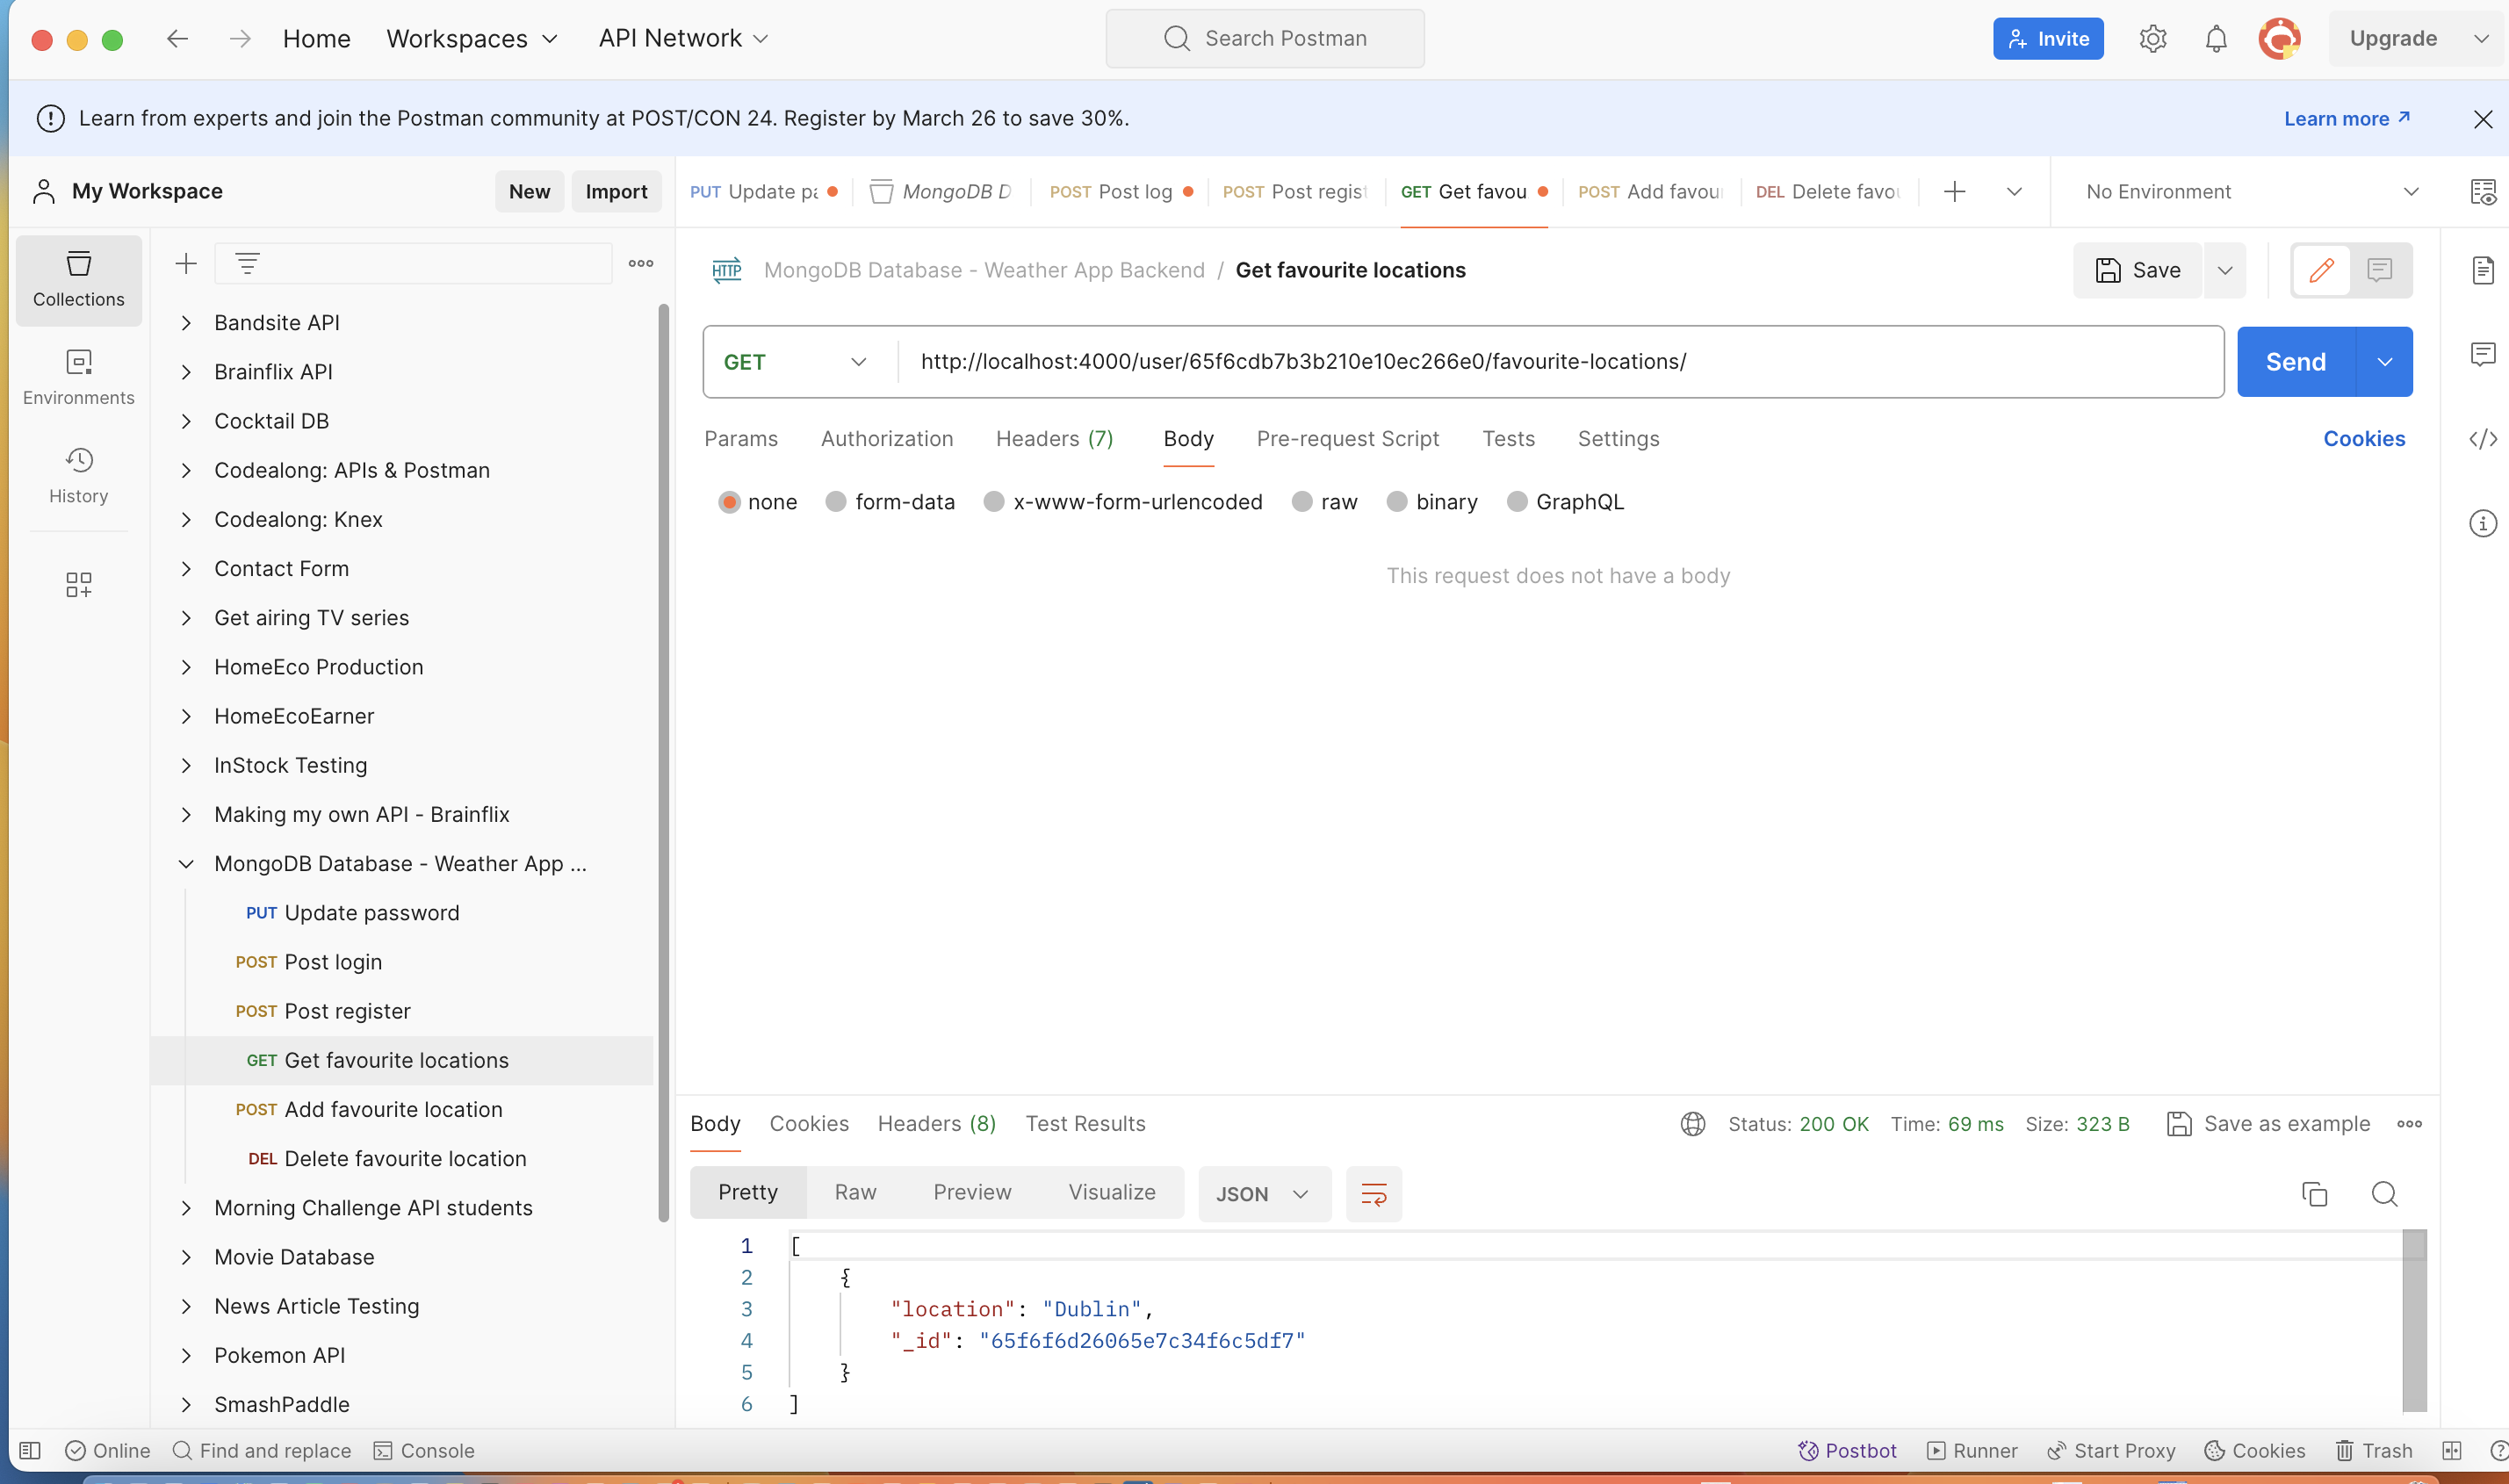 Home Workspaces API Network Search Postman Invite Upgrade
Learn from experts and join the Postman community at POST/CON 24. Register by March 26 to save 30%. Learn more
My Workspace New Import
PUT Update pa MongoDB D POST Post log POST Post regist GET Get favou POST Add favou DEL Delete favou No Environment
Collections
Environments
History
Bandsite API
Brainflix API
Cocktail DB
Codealong: APIs & Postman
Codealong: Knex
Contact Form
Get airing TV series
HomeEco Production
HomeEcoEarner
InStock Testing
Making my own API - Brainflix
MongoDB Database - Weather App ...
PUT Update password
POST Post login
POST Post register
GET Get favourite locations
POST Add favourite location
DEL Delete favourite location
Morning Challenge API students
Movie Database
News Article Testing
Pokemon API
SmashPaddle
HTTP MongoDB Database - Weather App Backend / Get favourite locations Save
GET http://localhost:4000/user/65f6cdb7b3b210e10ec266e0/favourite-locations/ Send
Params Authorization Headers (7) Body Pre-request Script Tests Settings Cookies
none form-data x-www-form-urlencoded raw binary GraphQL
This request does not have a body
Body Cookies Headers (8) Test Results Status: 200 OK Time: 69 ms Size: 323 B Save as example
Pretty Raw Preview Visualize JSON
1 [
2 {
3 "location": "Dublin",
4 "_id": "65f6f6d26065e7c34f6c5df7"
5 }
6 ]
Online Find and replace Console Postbot Runner Start Proxy Cookies Trash